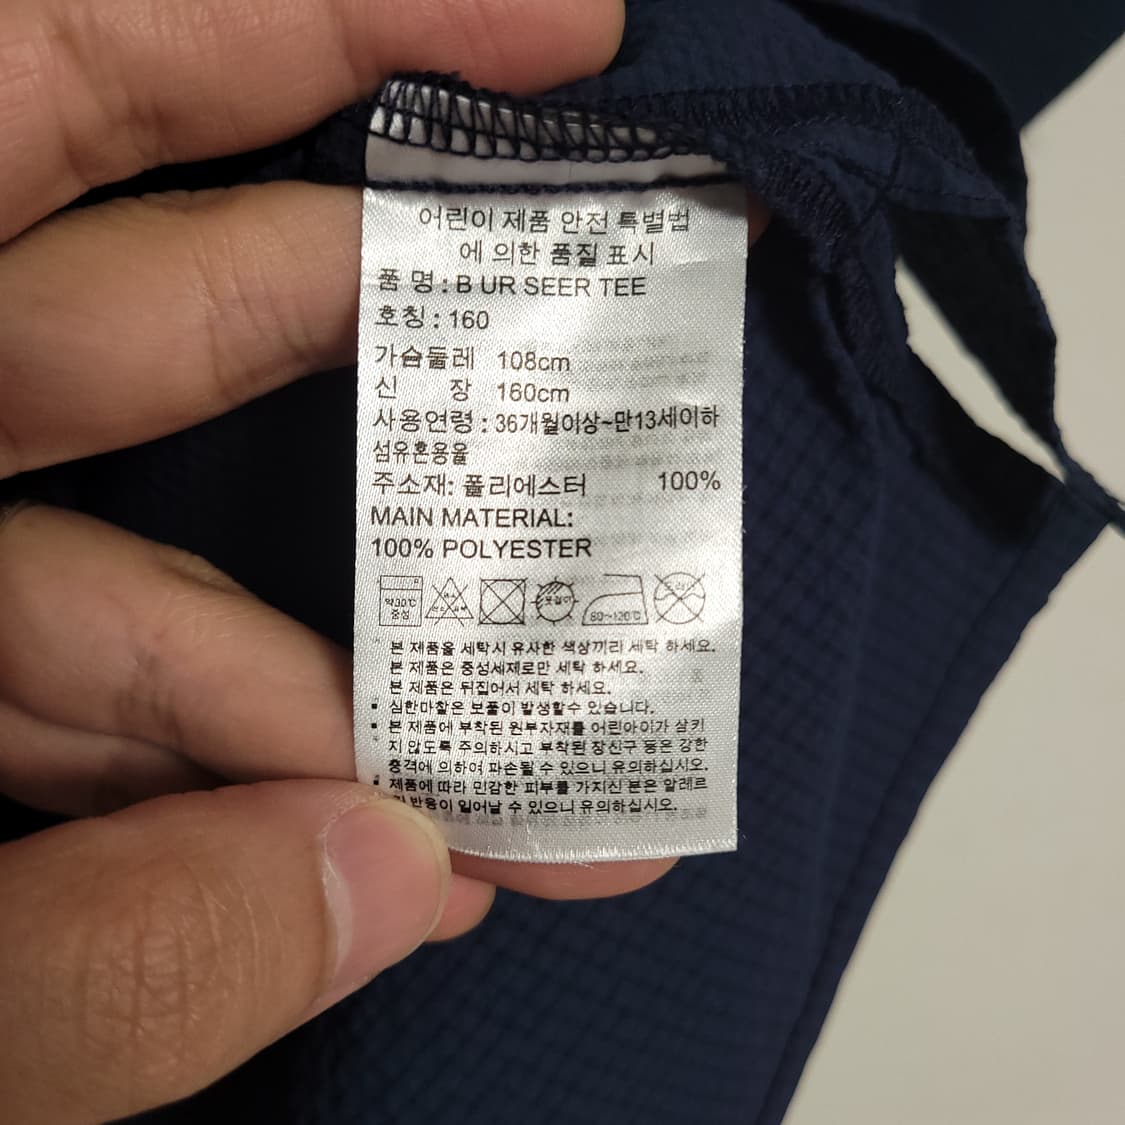 어린이 제품 안전 특별법
에 의한 품질 표시
품 명 : B UR SEER TEE
호칭 : 160
가슴둘레 108cm
신 장 160cm
사용연령 : 36개월이상~만13세이하
섬유혼용율
주소재: 폴리에스터 100%
MAIN MATERIAL:
100% POLYESTER
약30℃ 중성 80~120℃
본 제품을 세탁시 유사한 색상끼리 세탁 하세요.
본 제품은 중성세제로만 세탁 하세요.
본 제품은 뒤집어서 세탁 하세요.
심한마찰은 보풀이 발생할수 있습니다.
본 제품에 부착된 원부자재를 어린아이가 삼키
지 않도록 주의하시고 부착된 장신구 등은 강한
충격에 의하여 파손될 수 있으니 유의하십시오.
제품에 따라 민감한 피부를 가지신 분은 알레르
반응이 일어날 수 있으니 유의하십시오.